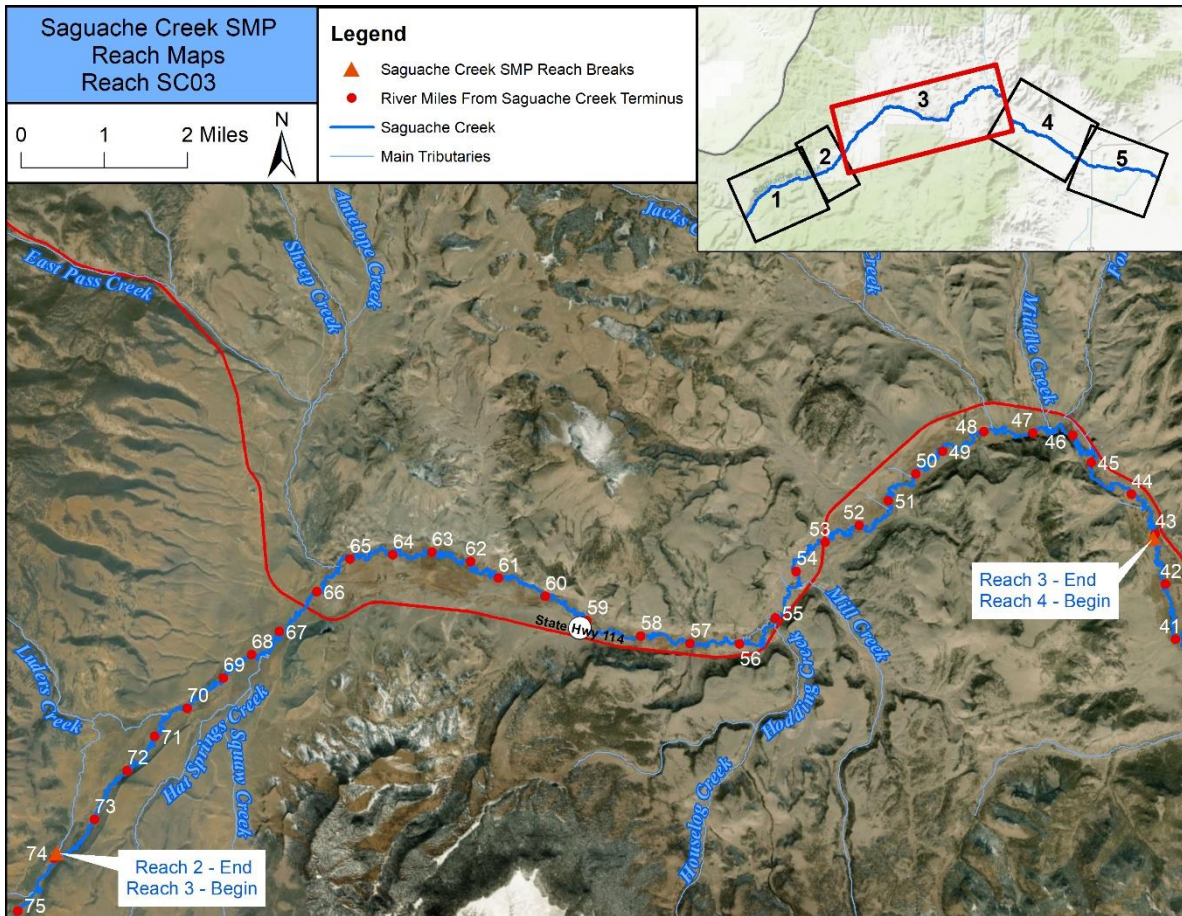 Saguache Creek SMP
Reach Maps
Reach SC03
0 1 2 Miles
N
Legend
Saguache Creek SMP Reach Breaks
River Miles From Saguache Creek Terminus
Saguache Creek
Main Tributaries
1
2
3
4
5
East Pass Creek
Sheep Creek
Antelope Creek
Jacks
Creek
Middle Creek
Luders Creek
Hat Springs Creek
Squaw Creek
State Hwy 114
Houselog Creek
Hodding Creek
Mill Creek
75
74
73
72
71
70
69
68
67
66
65
64
63
62
61
60
59
58
57
56
55
54
53
52
51
50
49
48
47
46
45
44
43
42
41
Reach 2 - End
Reach 3 - Begin
Reach 3 - End
Reach 4 - Begin